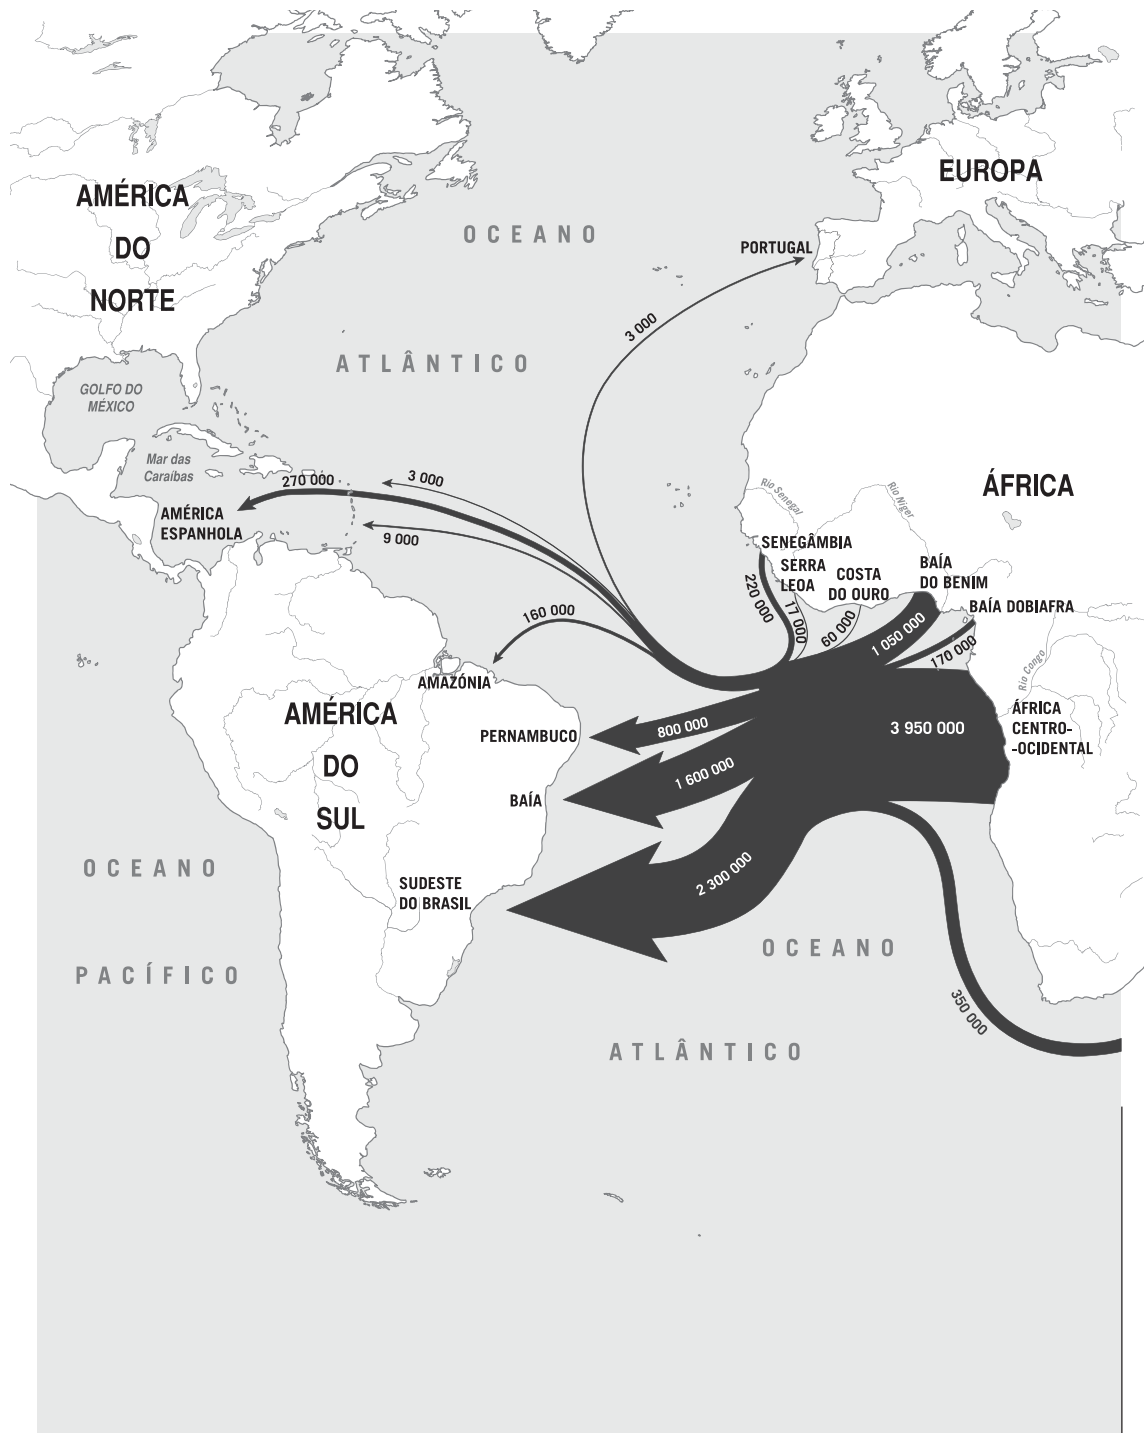 EUROPA
AMÉRICA
DO
NORTE
OCEANO
PORTUGAL
3 000
ATLÂNTICO
GOLFO DO
MÉXICO
Mar das
Caraíbas
270 000
3 000
ÁFRICA
Rio Senegal
Rio Níger
AMÉRICA
ESPANHOLA
9 000
SENEGÂMBIA
SERRA
LEOA
COSTA
DO OURO
BAÍA
DO BENIM
BAÍA DOBIAFRA
220 000
17 000
60 000
1 050 000
170 000
Rio Congo
160 000
AMAZÓNIA
AMÉRICA
DO
SUL
PERNAMBUCO
800 000
3 950 000
ÁFRICA
CENTRO-
-OCIDENTAL
1 600 000
BAÍA
OCEANO
PACÍFICO
SUDESTE
DO BRASIL
2 300 000
OCEANO
ATLÂNTICO
350 000